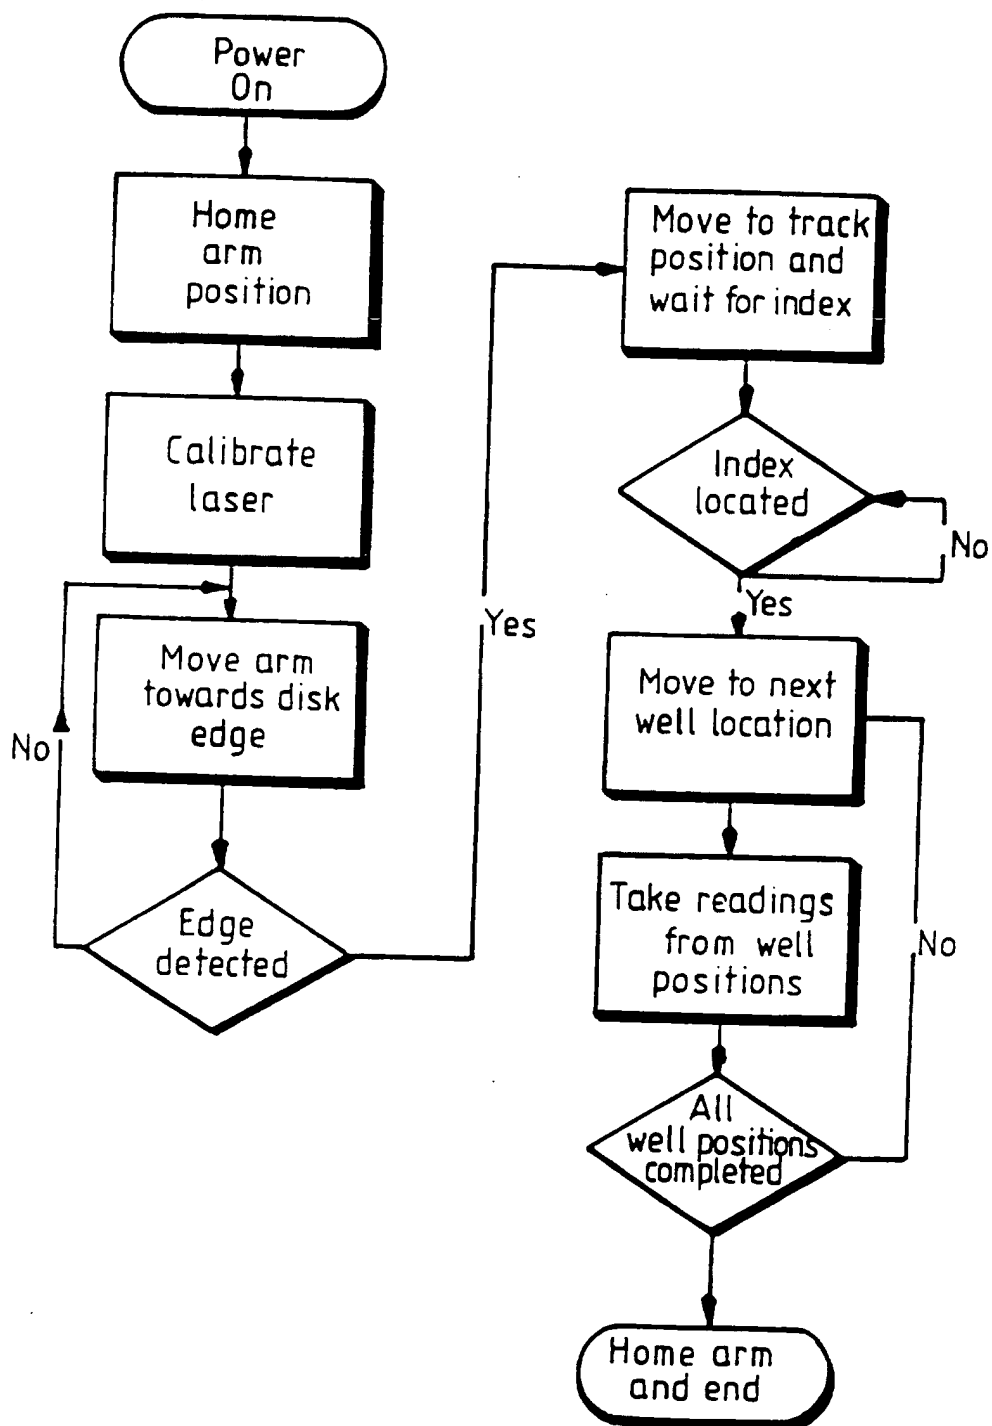 Power
On
Home
arm
position
Calibrate
laser
Move arm
towards disk
edge
No
Edge
detected
Yes
Move to track
position and
wait for index
Index
located
No
Yes
Move to next
well location
Take readings
from well
positions
No
All
well positions
completed
Home arm
and end